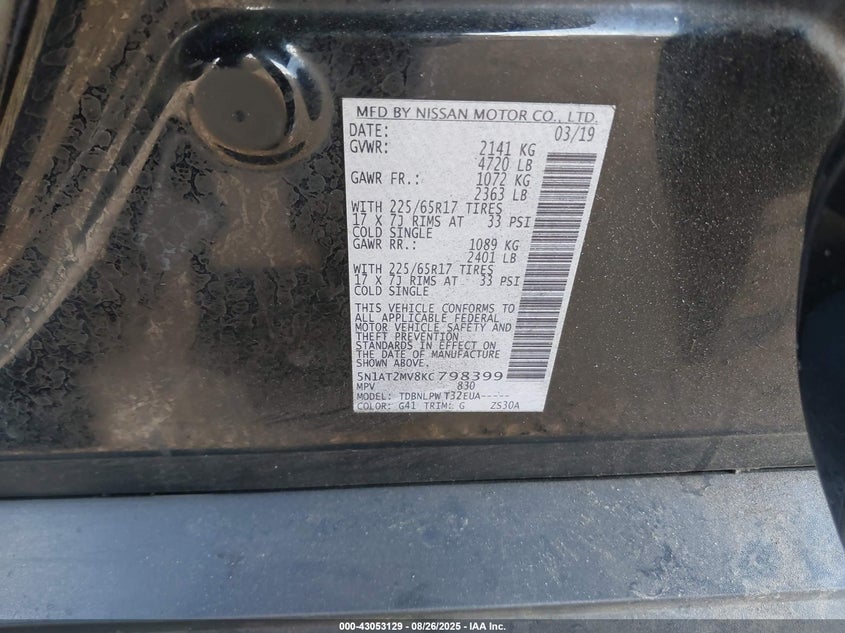 MFD BY NISSAN MOTOR CO., LTD.
DATE: 03/19
GVWR: 2141 KG
4720 LB
GAWR FR.: 1072 KG
2363 LB
WITH 225/65R17 TIRES
17 X 7J RIMS AT 33 PSI
COLD SINGLE
GAWR RR.: 1089 KG
2401 LB
WITH 225/65R17 TIRES
17 X 7J RIMS AT 33 PSI
COLD SINGLE
THIS VEHICLE CONFORMS TO
ALL APPLICABLE FEDERAL
MOTOR VEHICLE SAFETY AND
THEFT PREVENTION
STANDARDS IN EFFECT ON
THE DATE OF MANUFACTURE
SHOWN ABOVE.
5N1AT2MV8KC798399
MPV 830
MODEL: TDBNLPW T32EUA-----
COLOR: G41 TRIM: G ZS30A
000-43053129 - 08/26/2025 - IAA Inc.